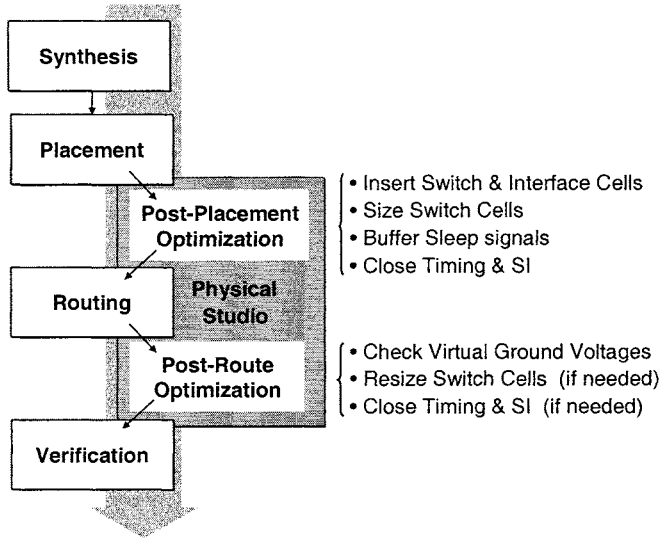 Synthesis
Placement
Post-Placement
Optimization
• Insert Switch & Interface Cells
• Size Switch Cells
• Buffer Sleep signals
• Close Timing & SI
Routing
Physical
Studio
Post-Route
Optimization
• Check Virtual Ground Voltages
• Resize Switch Cells (if needed)
• Close Timing & SI (if needed)
Verification